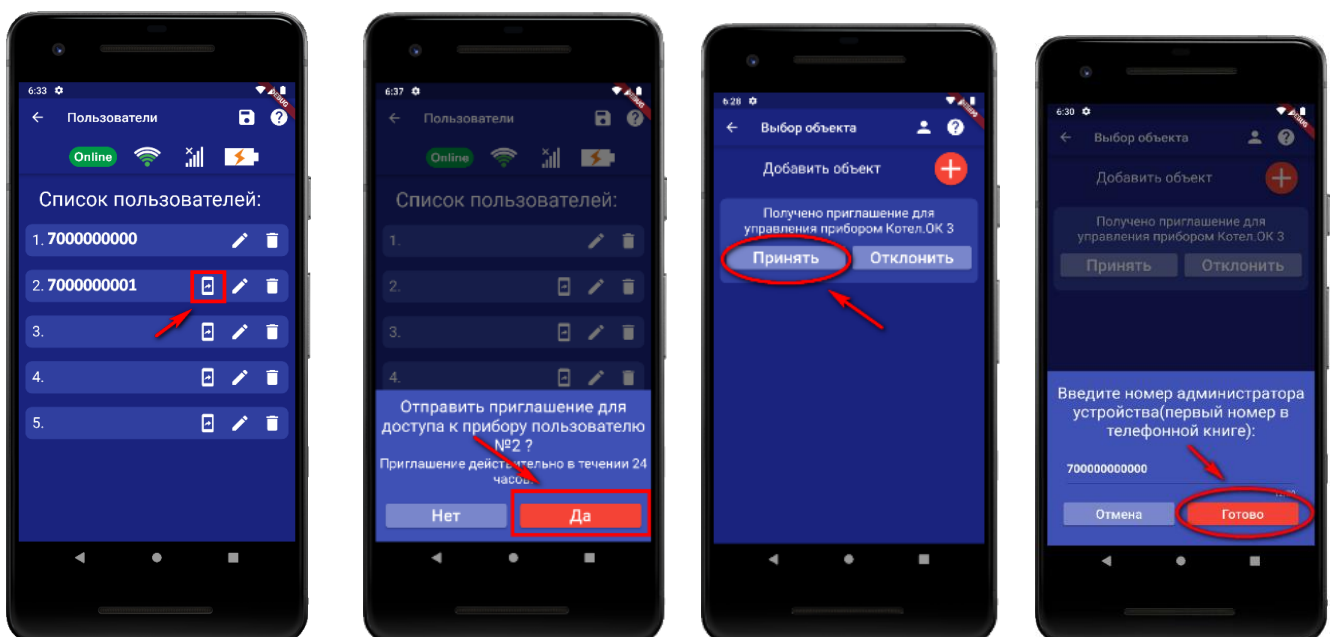 6:33
DEBUG
Пользователи
Online
Список пользователей:
1. 7000000000
2. 7000000001
3.
4.
5.
6:37
Пользователи
Online
Список пользователей:
1.
2.
3.
4.
Отправить приглашение для
доступа к прибору пользователю
№2 ?
Приглашение действительно в течении 24
часов.
Нет
Да
6:28
Выбор объекта
Добавить объект
Получено приглашение для
управления прибором Котел.ОК 3
Принять
Отклонить
6:30
Выбор объекта
Добавить объект
Получено приглашение для
управления прибором Котел.ОК 3
Принять
Отклонить
Введите номер администратора
устройства(первый номер в
телефонной книге):
700000000000
Отмена
Готово